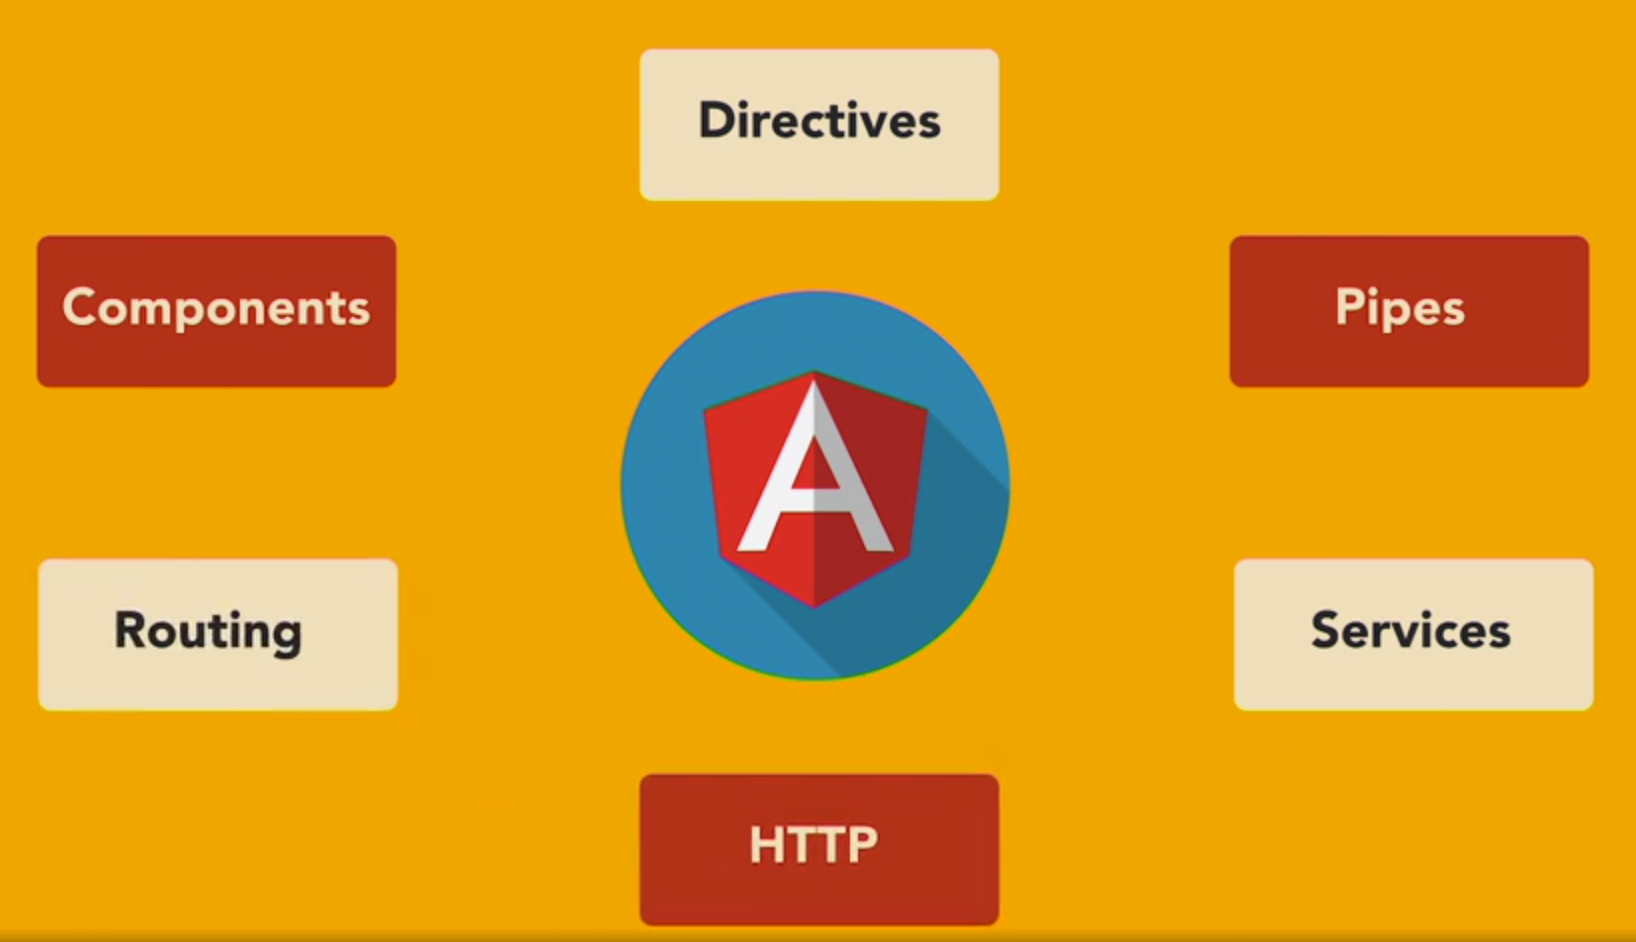 Directives
Components
Pipes
Routing
Services
HTTP